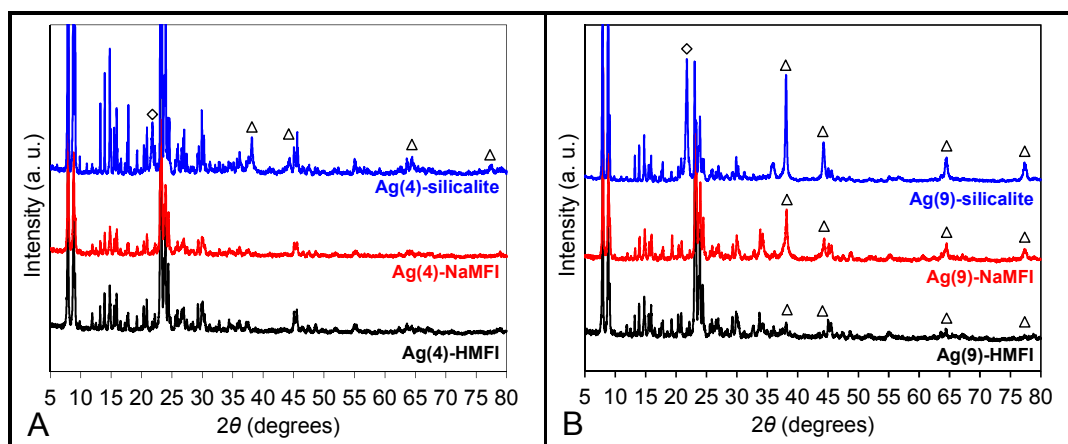 Intensity (a. u.)
Ag(4)-silicalite
Ag(4)-NaMFI
Ag(4)-HMFI
5 10 15 20 25 30 35 40 45 50 55 60 65 70 75 80
2θ (degrees)
A
Intensity (a. u.)
Ag(9)-silicalite
Ag(9)-NaMFI
Ag(9)-HMFI
5 10 15 20 25 30 35 40 45 50 55 60 65 70 75 80
2θ (degrees)
B